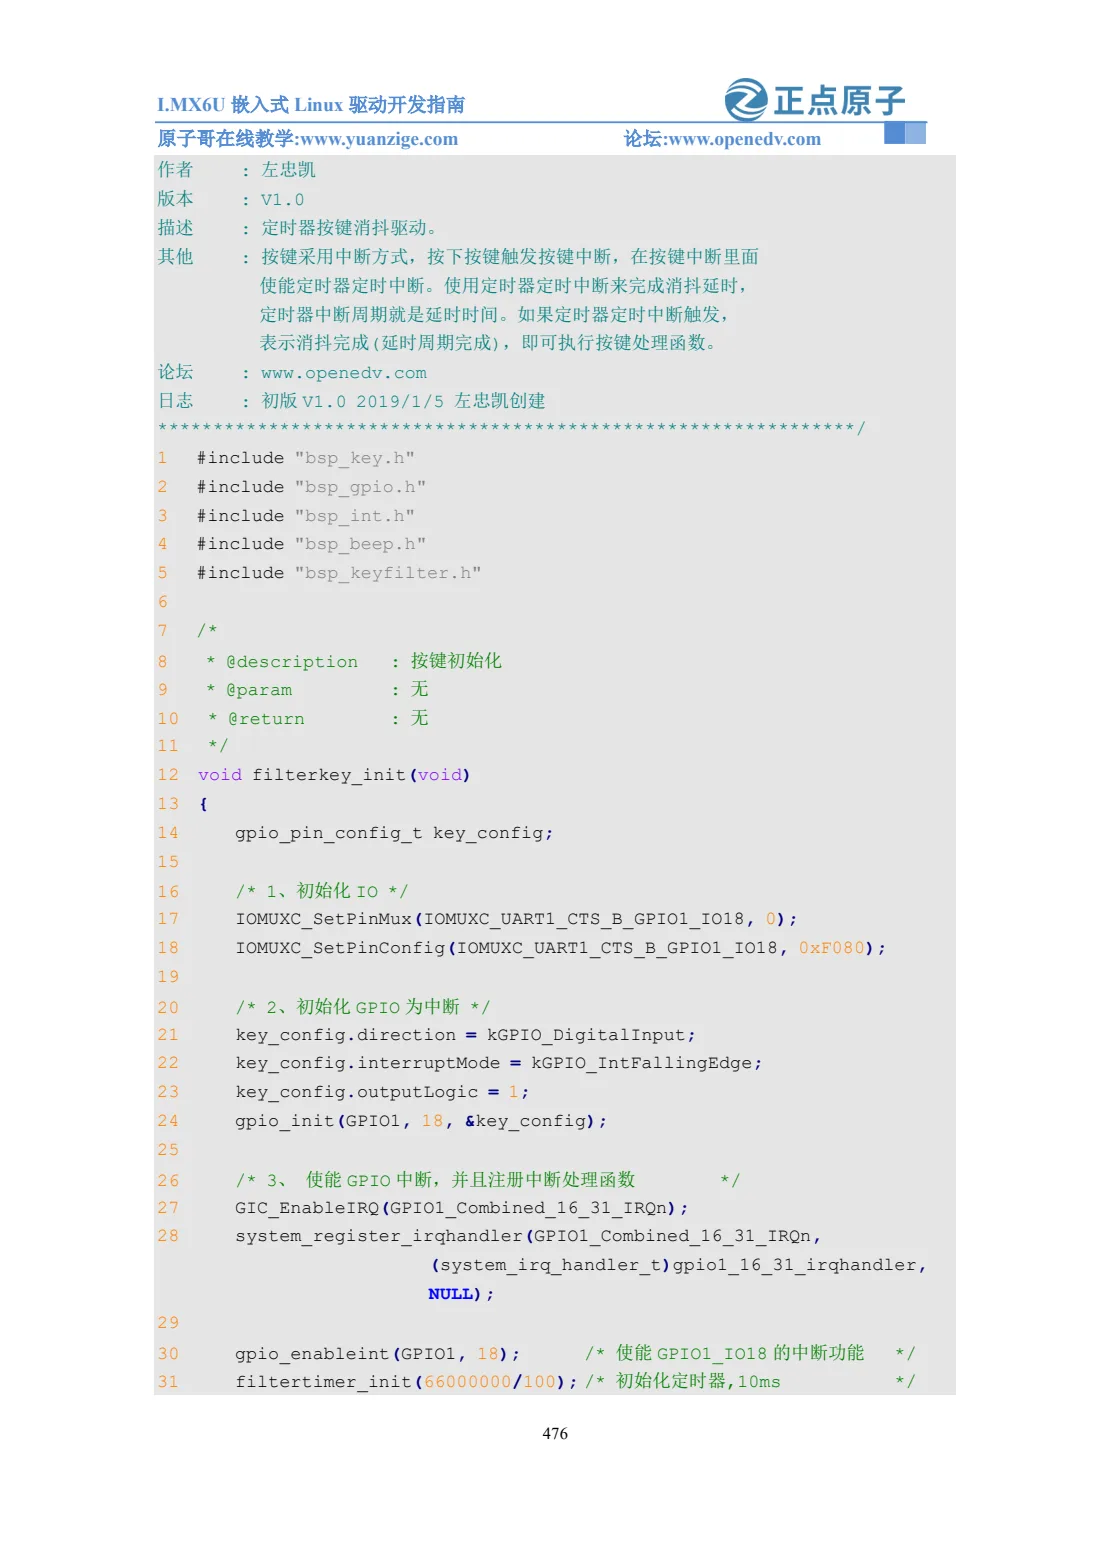 I.MX6U 嵌入式 Linux 驱动开发指南
正点原子
原子哥在线教学:www.yuanzige.com 论坛:www.openedv.com
作者 : 左忠凯
版本 : V1.0
描述 : 定时器按键消抖驱动。
其他 : 按键采用中断方式，按下按键触发按键中断，在按键中断里面
使能定时器定时中断。使用定时器定时中断来完成消抖延时，
定时器中断周期就是延时时间。如果定时器定时中断触发，
表示消抖完成(延时周期完成)，即可执行按键处理函数。
论坛 : www.openedv.com
日志 : 初版 V1.0 2019/1/5 左忠凯创建
***************************************************************/
1 #include "bsp_key.h"
2 #include "bsp_gpio.h"
3 #include "bsp_int.h"
4 #include "bsp_beep.h"
5 #include "bsp_keyfilter.h"
6
7 /*
8 * @description : 按键初始化
9 * @param : 无
10 * @return : 无
11 */
12 void filterkey_init(void)
13 {
14 gpio_pin_config_t key_config;
15
16 /* 1、初始化 IO */
17 IOMUXC_SetPinMux(IOMUXC_UART1_CTS_B_GPIO1_IO18, 0);
18 IOMUXC_SetPinConfig(IOMUXC_UART1_CTS_B_GPIO1_IO18, 0xF080);
19
20 /* 2、初始化 GPIO 为中断 */
21 key_config.direction = kGPIO_DigitalInput;
22 key_config.interruptMode = kGPIO_IntFallingEdge;
23 key_config.outputLogic = 1;
24 gpio_init(GPIO1, 18, &key_config);
25
26 /* 3、 使能 GPIO 中断，并且注册中断处理函数 */
27 GIC_EnableIRQ(GPIO1_Combined_16_31_IRQn);
28 system_register_irqhandler(GPIO1_Combined_16_31_IRQn,
(system_irq_handler_t)gpio1_16_31_irqhandler,
NULL);
29
30 gpio_enableint(GPIO1, 18); /* 使能 GPIO1_IO18 的中断功能 */
31 filtertimer_init(66000000/100); /* 初始化定时器,10ms */
476